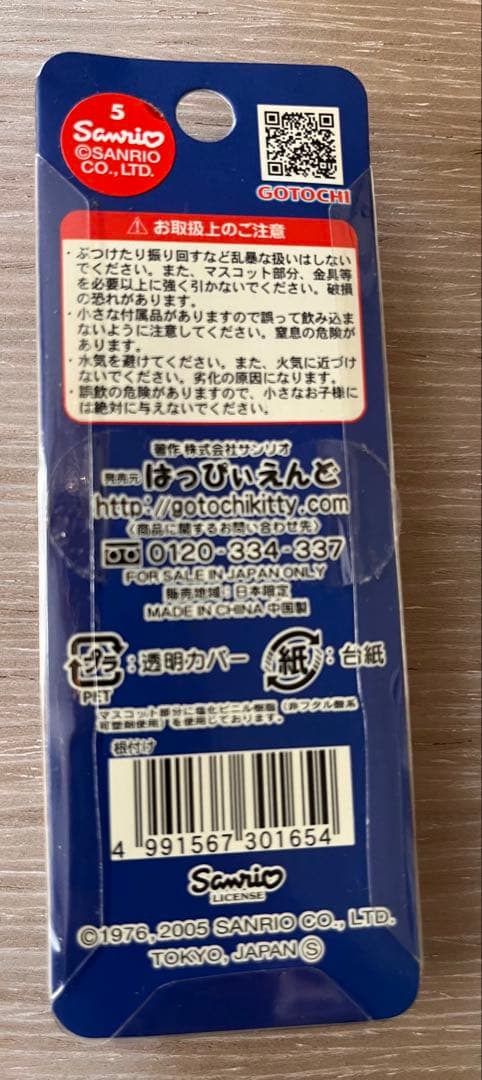 5
Sanrio
©SANRIO
CO., LTD.
GOTOCHI
⚠ お取扱上のご注意
・ぶつけたり振り回すなど乱暴な扱いはしない
でください。また、マスコット部分、金具等
を必要以上に強く引かないでください。破損
の恐れがあります。
・小さな付属品がありますので誤って飲み込ま
ないように注意してください。窒息の危険が
あります。
・水気を避けてください。また、火気に近づけ
ないでください。劣化の原因になります。
・誤飲の危険がありますので、小さなお子様に
は絶対に与えないでください。
著作 株式会社サンリオ
発売元 はっぴぃえんど
http://gotochikitty.com
〈商品に関するお問い合わせ先〉
0120-334-337
FOR SALE IN JAPAN ONLY
販売地域：日本限定
MADE IN CHINA 中国製
プラ：透明カバー 紙：台紙
PET
マスコット部分に塩化ビニル樹脂（非フタル酸系
可塑剤使用）を使用しております。
根付け
4 991567 301654
Sanrio
LICENSE
©1976, 2005 SANRIO CO., LTD.
TOKYO, JAPAN Ⓢ